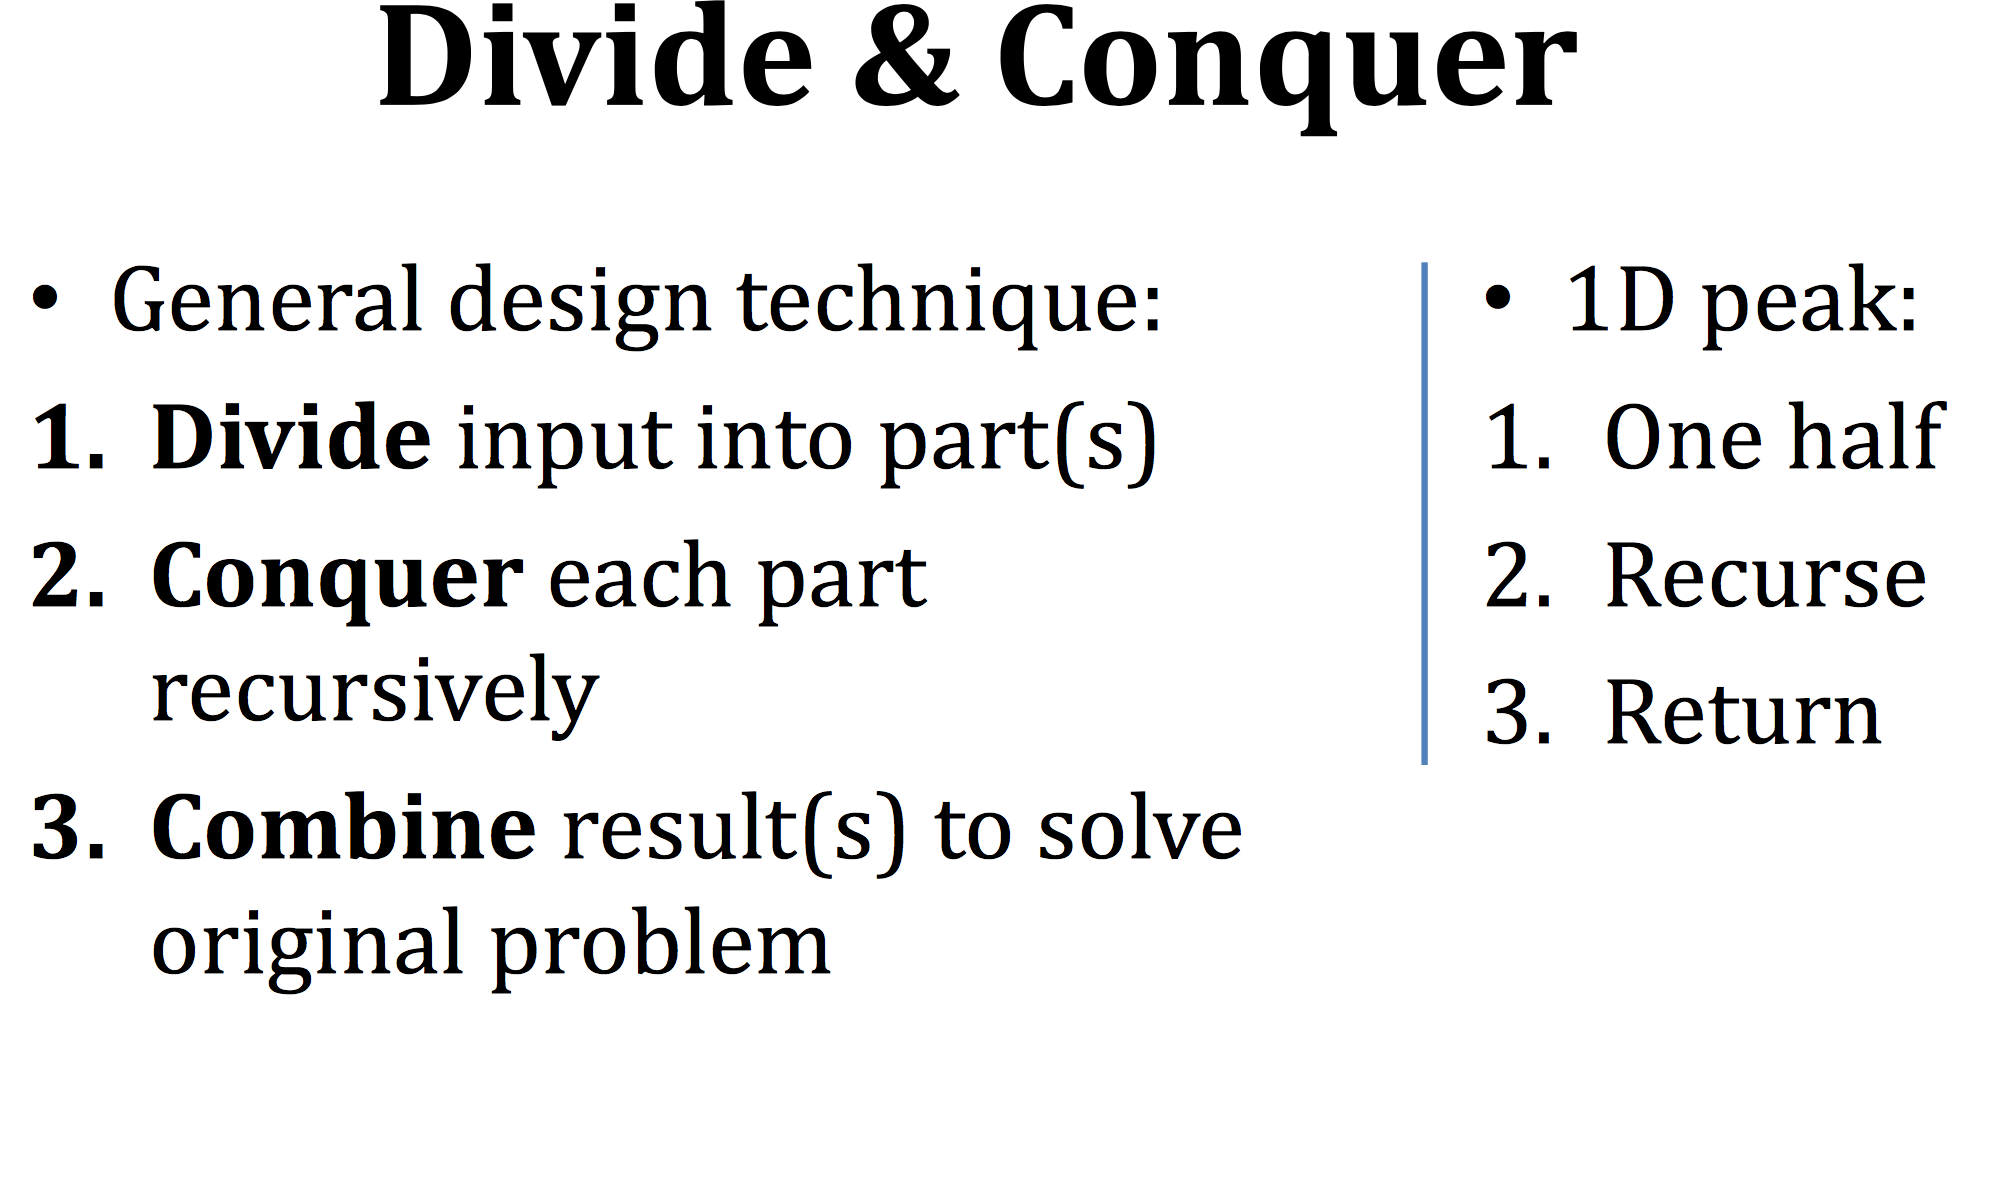 Divide & Conquer
• General design technique:
1. Divide input into part(s)
2. Conquer each part
recursively
3. Combine result(s) to solve
original problem
• 1D peak:
1. One half
2. Recurse
3. Return